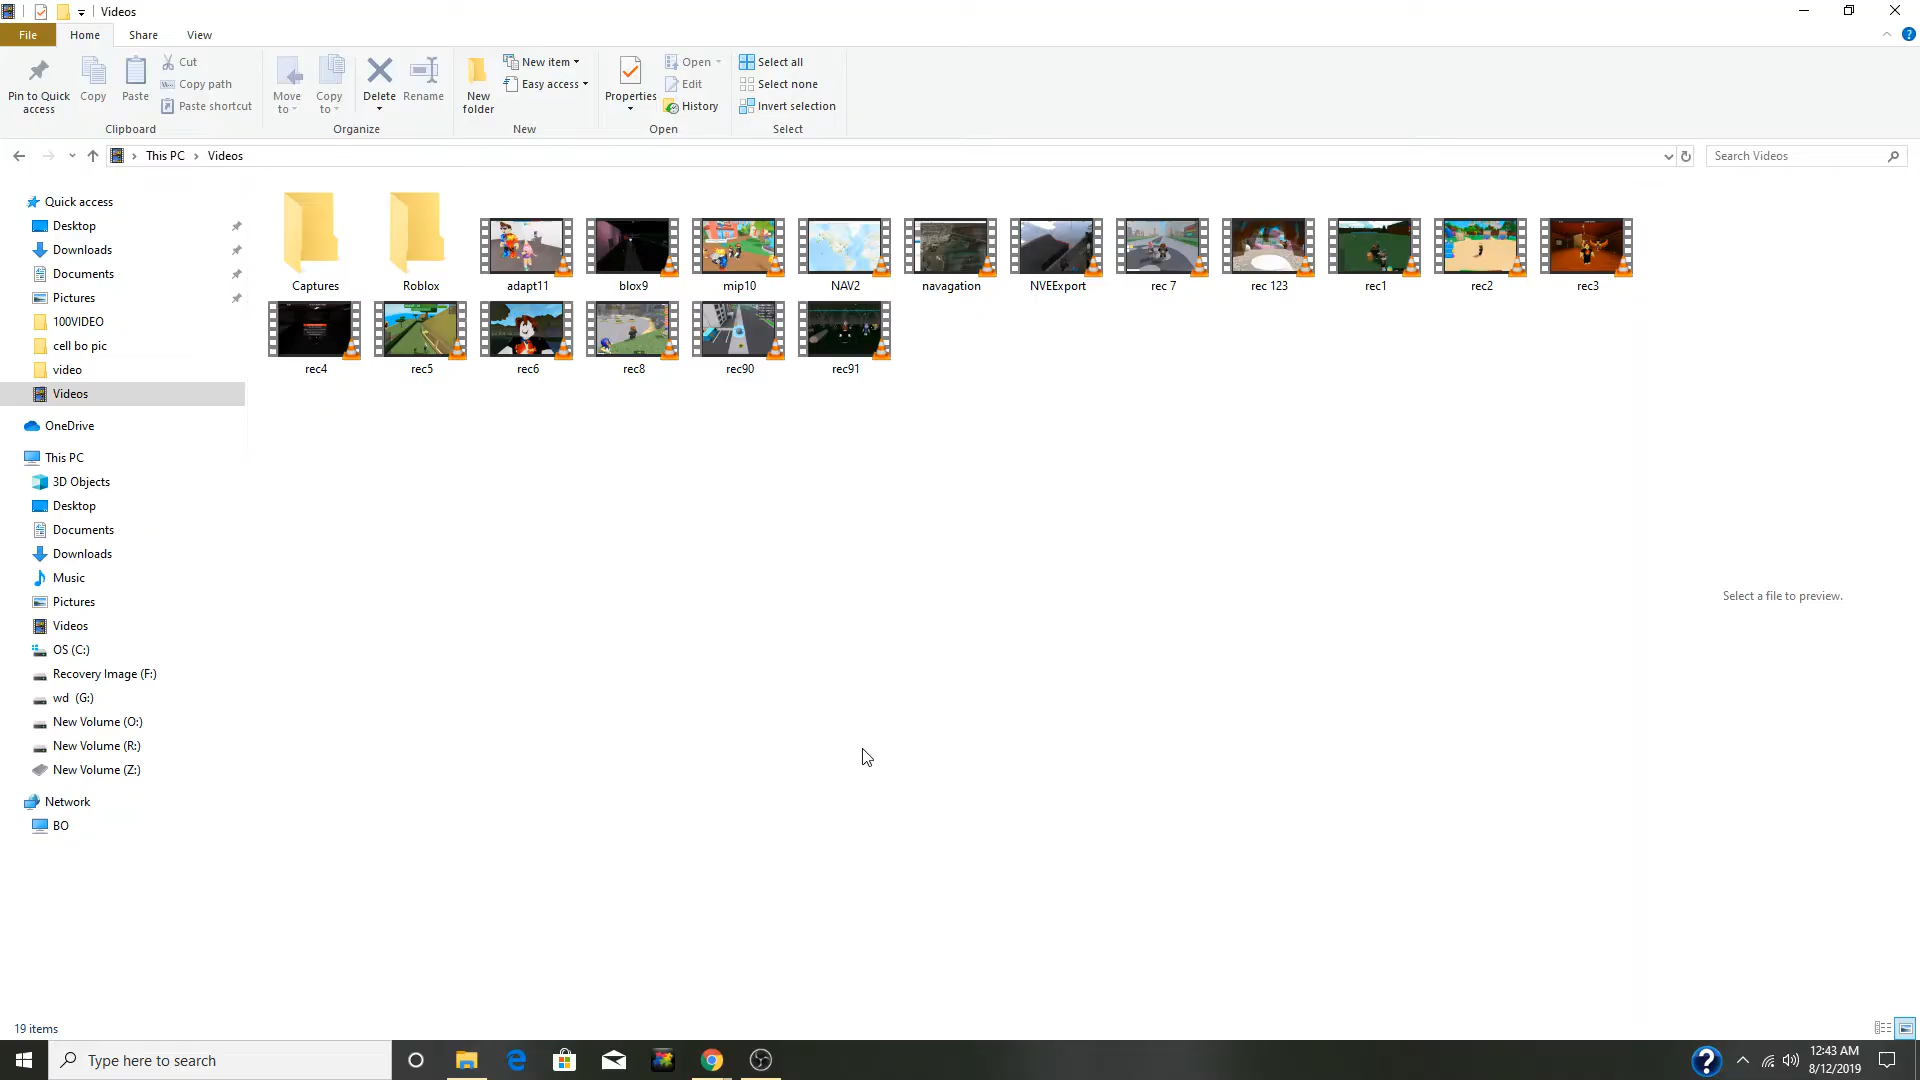 Videos
File Home Share View
Pin to Quick access
Copy
Paste
Cut
Copy path
Paste shortcut
Clipboard
Move to
Copy to
Delete
Rename
Organize
New folder
New item
Easy access
New
Properties
Open
Edit
History
Open
Select all
Select none
Invert selection
Select
This PC Videos
Search Videos
Quick access
Desktop
Downloads
Documents
Pictures
100VIDEO
cell bo pic
video
Videos
OneDrive
This PC
3D Objects
Desktop
Documents
Downloads
Music
Pictures
Videos
OS (C:)
Recovery Image (F:)
wd (G:)
New Volume (O:)
New Volume (R:)
New Volume (Z:)
Network
BO
Captures Roblox adapt11 blox9 mip10 NAV2 navagation NVEExport rec 7 rec 123 rec1 rec2 rec3
rec4 rec5 rec6 rec8 rec90 rec91
Select a file to preview.
19 items
Type here to search
12:43 AM
8/12/2019